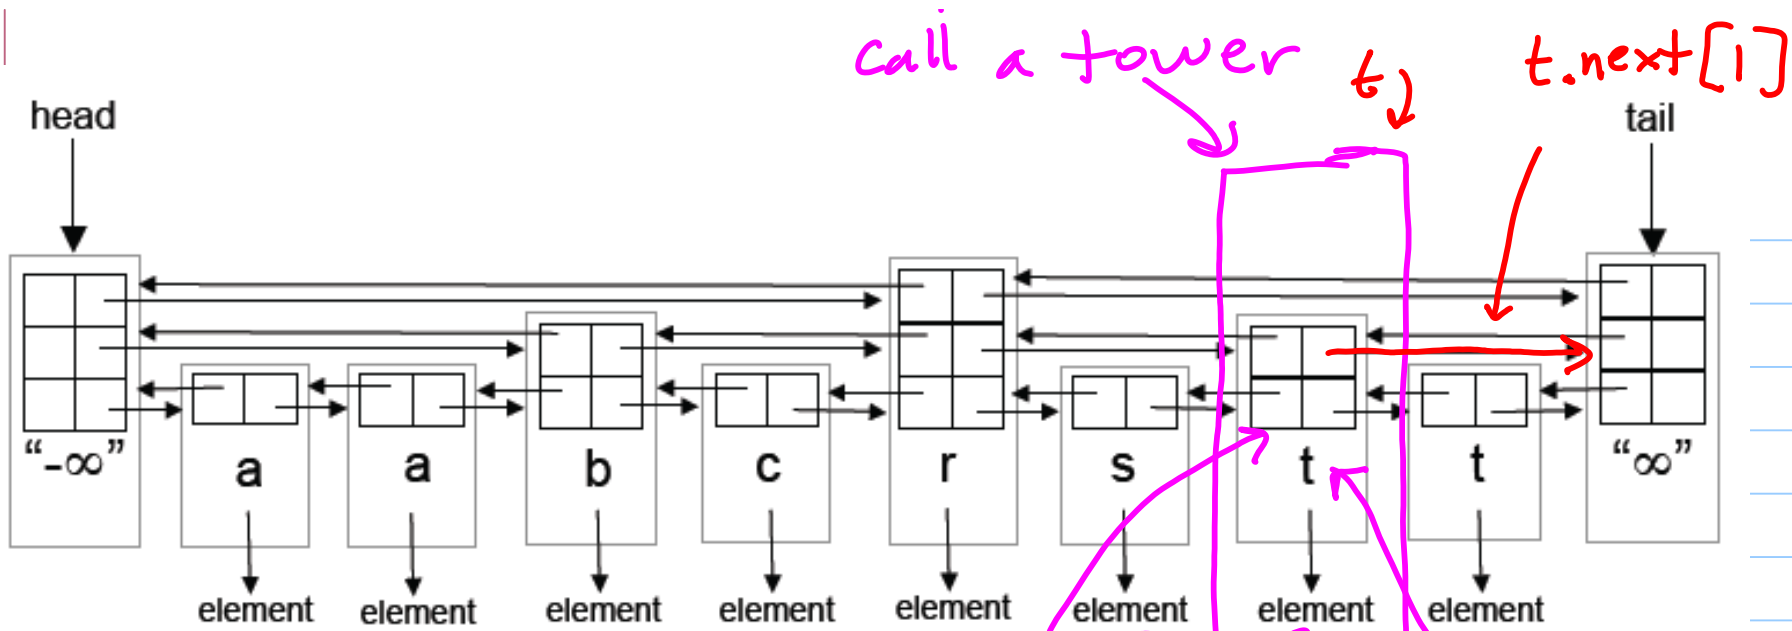 call a tower
t
t.next[1]
head
tail
“-∞”
a
a
b
c
r
s
t
t
“∞”
element
element
element
element
element
element
element
element